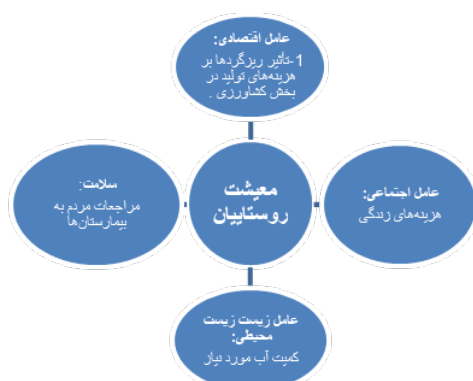 عامل اقتصادی:
1-تأثیر ریزگردها بر
هزینه‌های تولید در
بخش کشاورزی .
سلامت:
مراجعات مردم به
بیمارستان‌ها
معیشت
روستاییان
عامل اجتماعی:
هزینه‌های زندگی
عامل زیست زیست
محیطی:
کمیت آب مورد نیاز